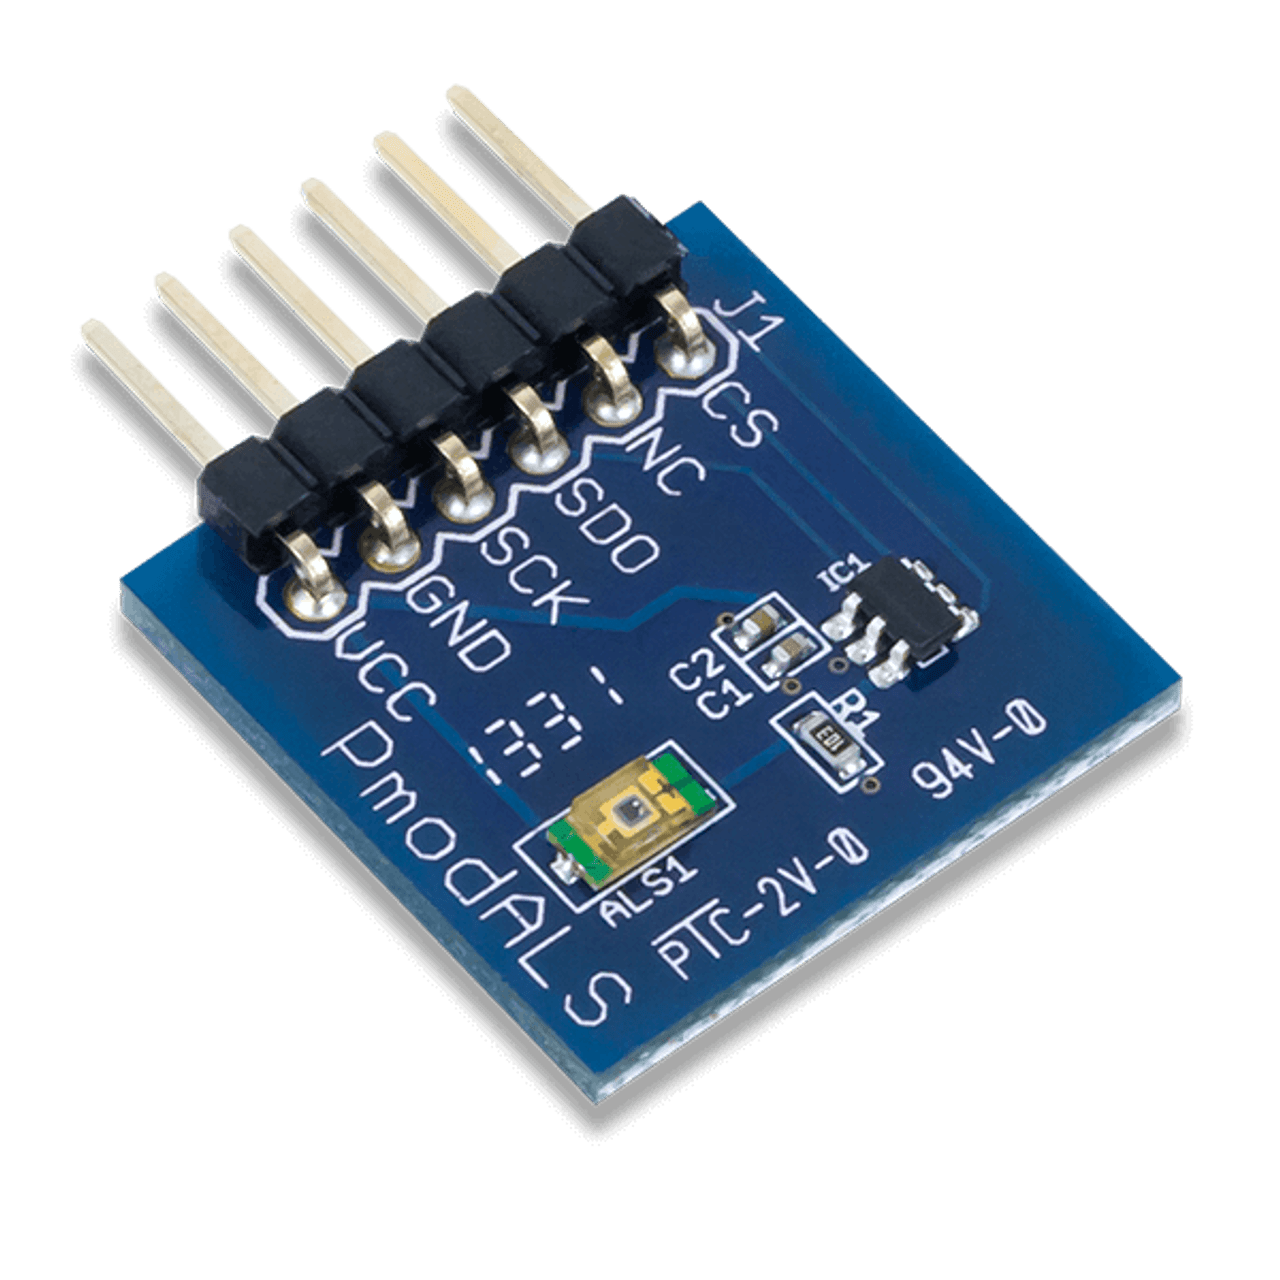 J1
CS
NC
SDO
SCK
GND
VCC
IC1
C2
C1
R1
94V-0
PmodALS
ALS1
PTC-2V-0